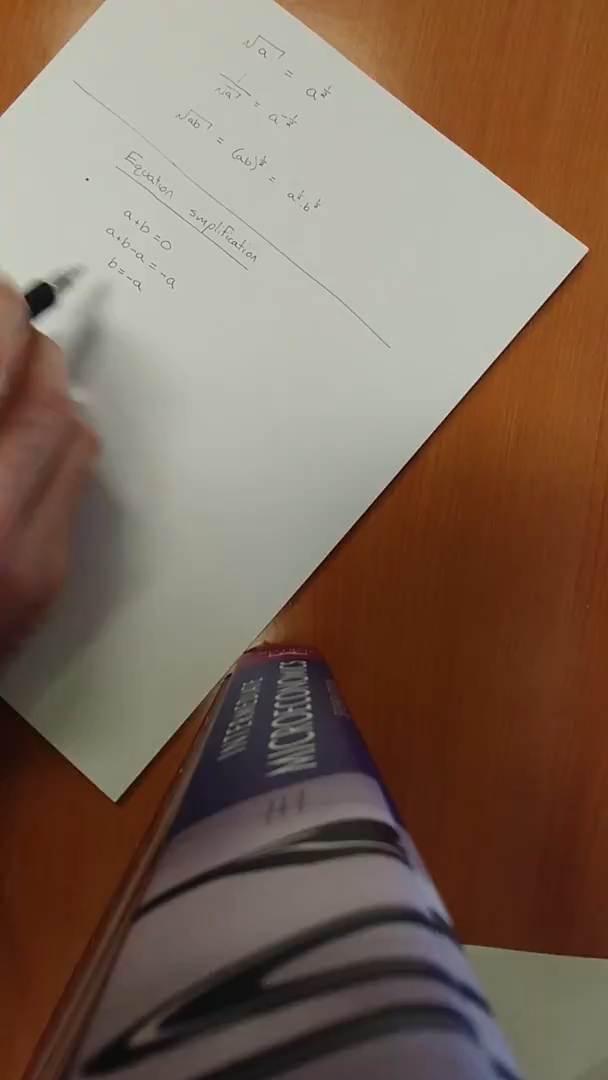 √a = a^½
1/√a = a^-½
√ab = (ab)^½ = a^½·b^½
Equation simplification
a+b=0
a+b-a=-a
b=-a
INTERMEDIATE
MICROECONOMICS